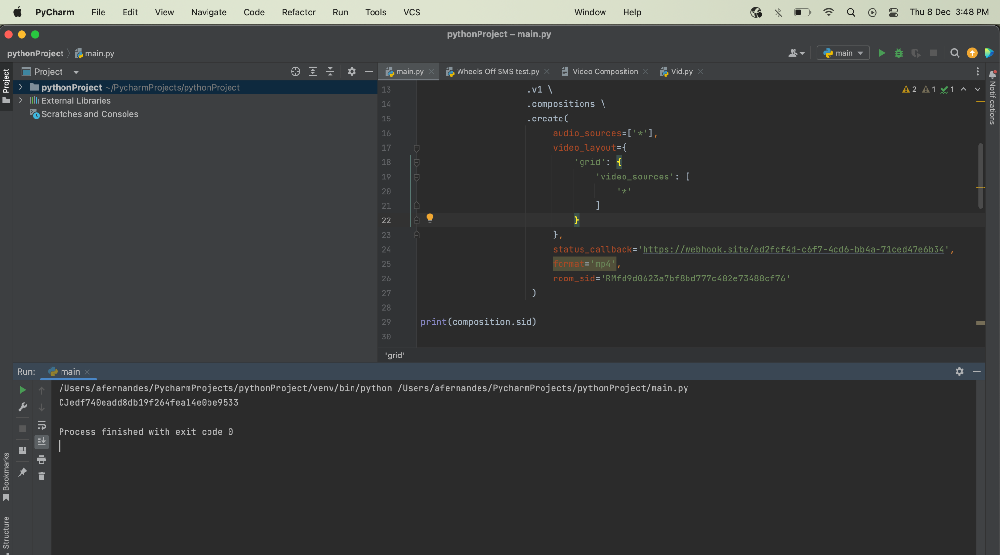 PyCharm File Edit View Navigate Code Refactor Run Tools VCS Window Help Thu 8 Dec 3:48 PM
pythonProject – main.py
pythonProject main.py
main
Project
Project
main.py Wheels Off SMS test.py Video Composition Vid.py
Notifications
pythonProject ~/PycharmProjects/pythonProject
External Libraries
Scratches and Consoles
2 1 1
13 .v1 \
14 .compositions \
15 .create(
16 audio_sources=['*'],
17 video_layout={
18 'grid': {
19 'video_sources': [
20 '*'
21 ]
22 }
23 },
24 status_callback='https://webhook.site/ed2fcf4d-c6f7-4cd6-bb4a-71ced47e6b34',
25 format='mp4',
26 room_sid='RMfd9d0623a7bf8bd777c482e73488cf76'
27 )
28
29 print(composition.sid)
30
'grid'
Run: main
/Users/afernandes/PycharmProjects/pythonProject/venv/bin/python /Users/afernandes/PycharmProjects/pythonProject/main.py
CJedf740eadd8db19f264fea14e0be9533
Process finished with exit code 0
Bookmarks
Structure